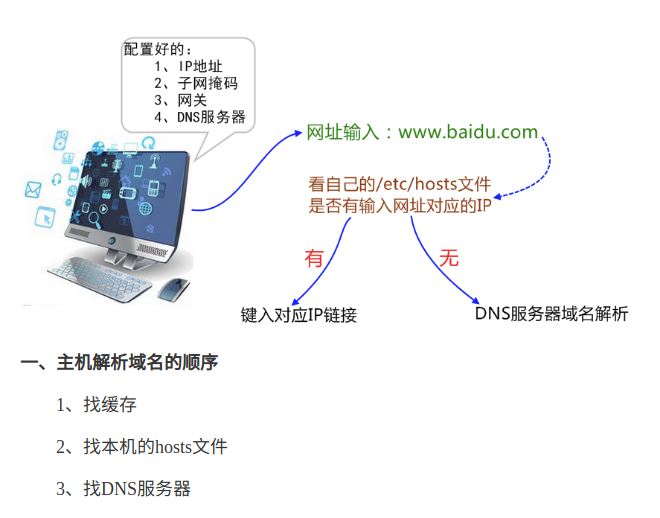 配置好的：
1、IP地址
2、子网掩码
3、网关
4、DNS服务器
网址输入：www.baidu.com
看自己的/etc/hosts文件
是否有输入网址对应的IP
有
无
键入对应IP链接
DNS服务器域名解析
一、主机解析域名的顺序
1、找缓存
2、找本机的hosts文件
3、找DNS服务器